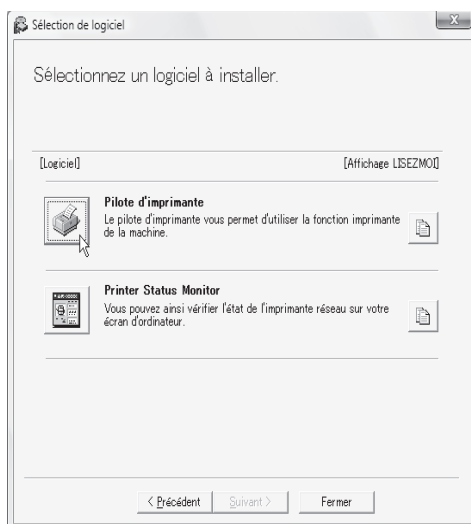 Sélection de logiciel
Sélectionnez un logiciel à installer.
[Logiciel] [Affichage LISEZMOI]
Pilote d'imprimante
Le pilote d'imprimante vous permet d'utiliser la fonction imprimante
de la machine.
Printer Status Monitor
Vous pouvez ainsi vérifier l'état de l'imprimante réseau sur votre
écran d'ordinateur.
< Précédent Suivant > Fermer